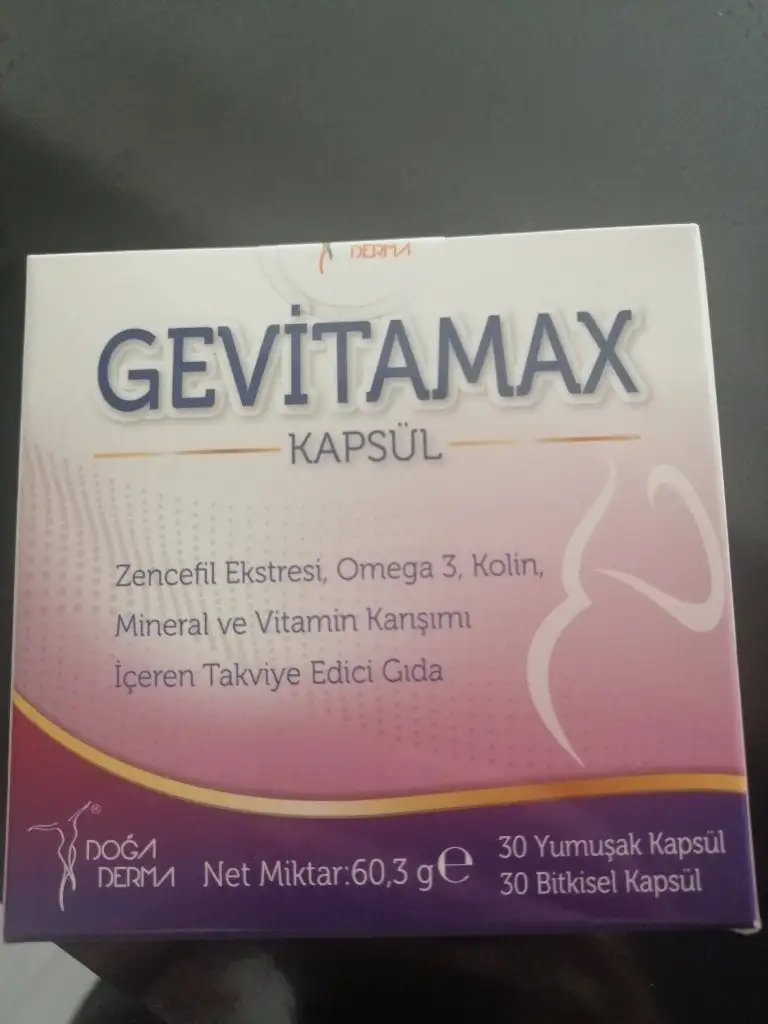 DERMA
GEVİTAMAX
KAPSÜL
Zencefil Ekstresi, Omega 3, Kolin,
Mineral ve Vitamin Karışımı
İçeren Takviye Edici Gıda
®
DOĞA
DERMA
Net Miktar:60,3 g ℮
30 Yumuşak Kapsül
30 Bitkisel Kapsül